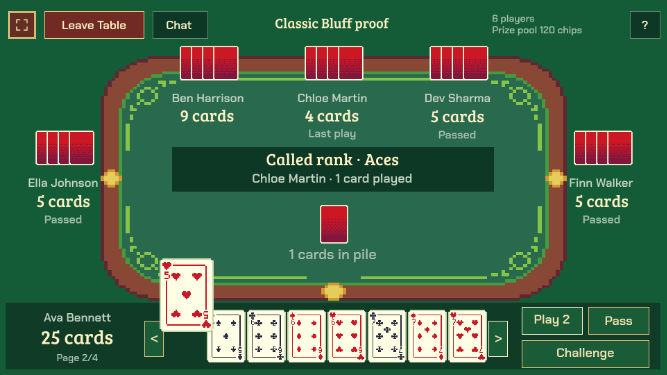 Leave Table
Chat
Classic Bluff proof
6 players
Prize pool 120 chips
?
Ben Harrison
9 cards
Chloe Martin
4 cards
Last play
Dev Sharma
5 cards
Passed
Ella Johnson
5 cards
Passed
Finn Walker
5 cards
Passed
Called rank · Aces
Chloe Martin · 1 card played
1 cards in pile
Ava Bennett
25 cards
Page 2/4
<
5
>
Play 2
Pass
Challenge